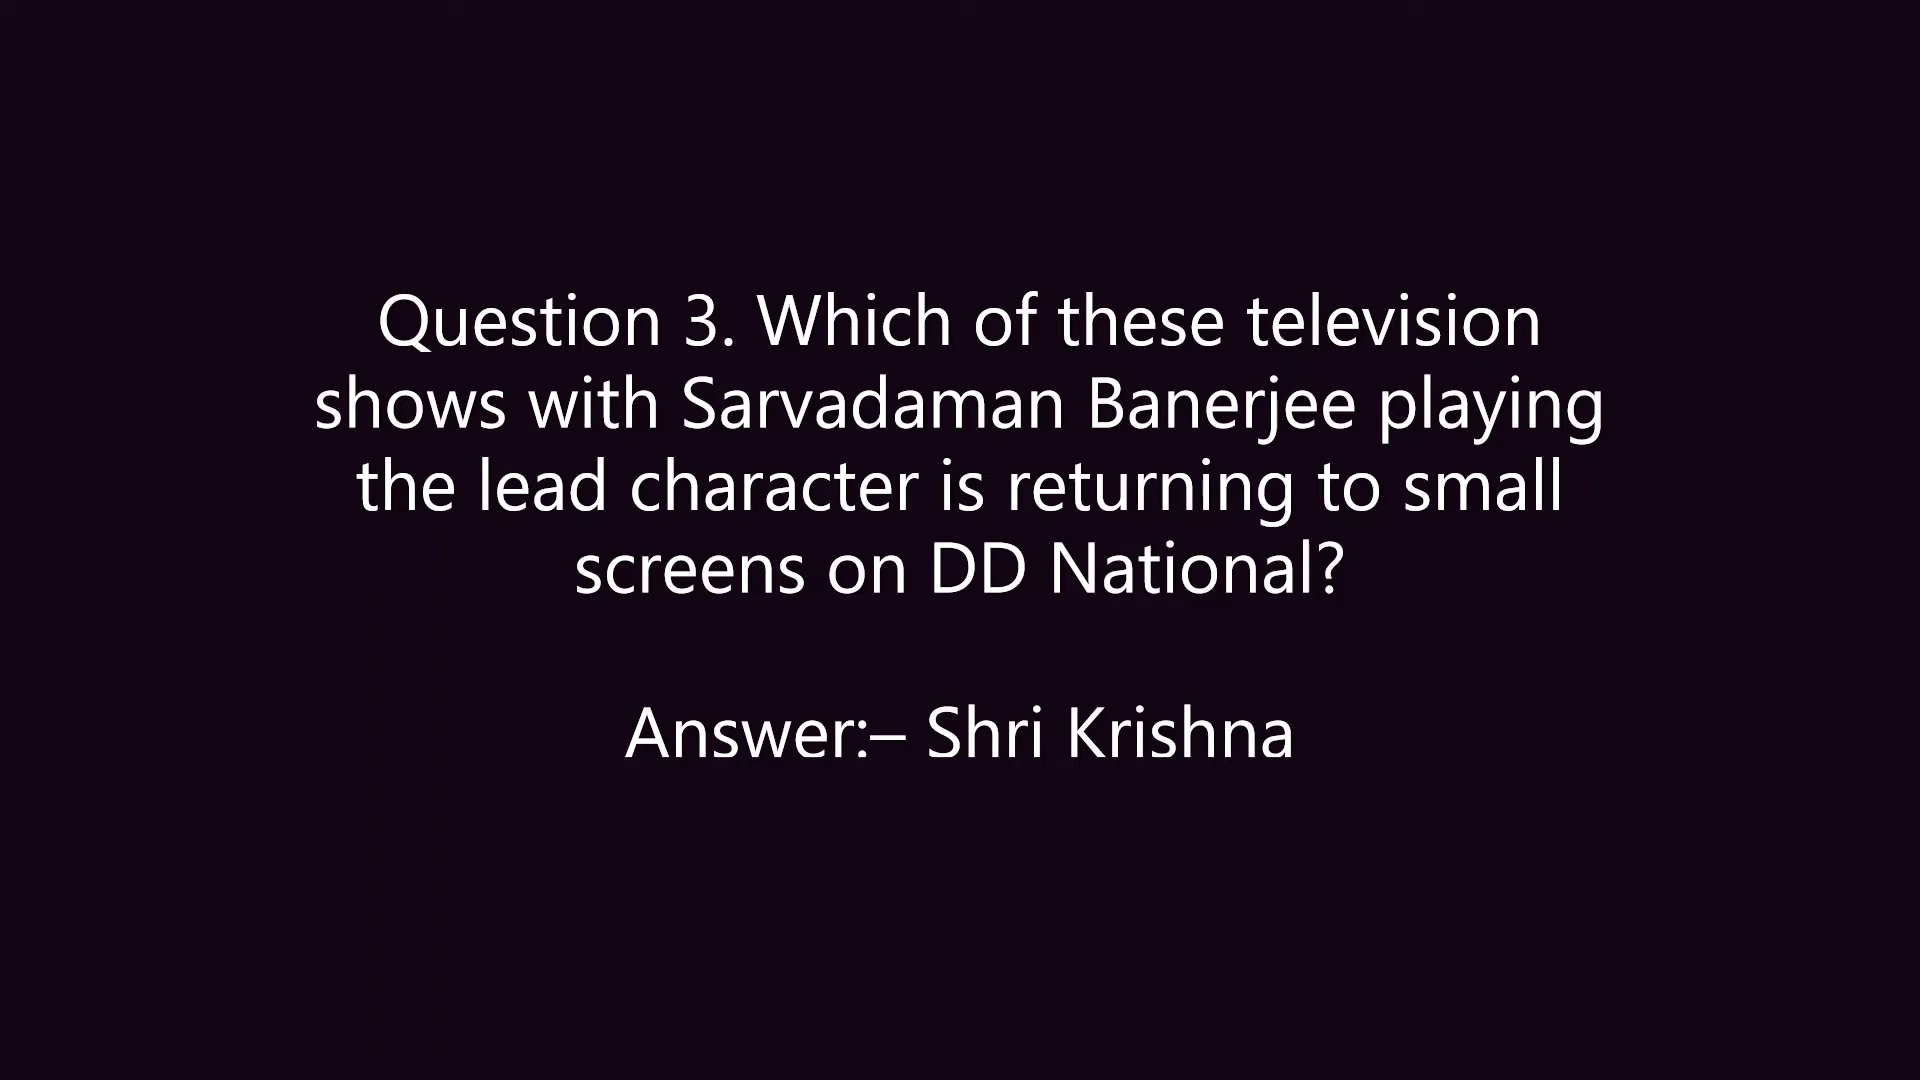 Question 3. Which of these television
shows with Sarvadaman Banerjee playing
the lead character is returning to small
screens on DD National?
Answer:– Shri Krishna